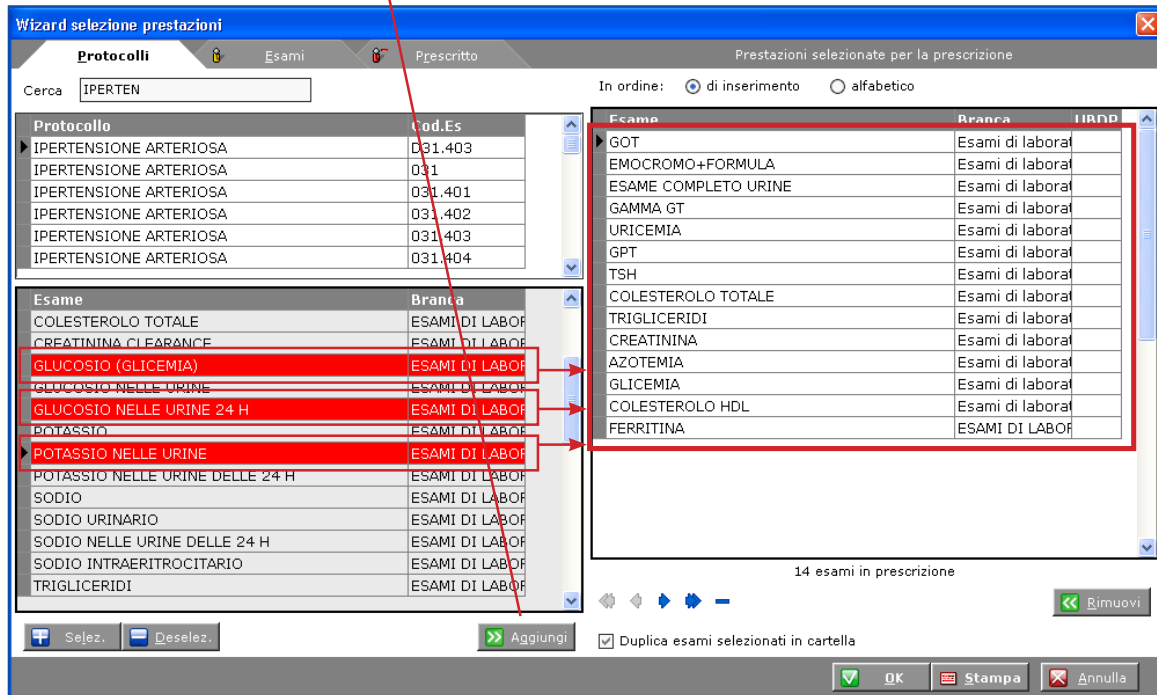 Wizard selezione prestazioni
Protocolli Esami Prescritto Prestazioni selezionate per la prescrizione
Cerca IPERTEN
In ordine: di inserimento alfabetico
Protocollo Cod.Es
IPERTENSIONE ARTERIOSA D31.403
IPERTENSIONE ARTERIOSA 031
IPERTENSIONE ARTERIOSA 031.401
IPERTENSIONE ARTERIOSA 031.402
IPERTENSIONE ARTERIOSA 031.403
IPERTENSIONE ARTERIOSA 031.404
Esame Branca
COLESTEROLO TOTALE ESAMI DI LABOR
CREATININA CLEARANCE ESAMI DI LABOR
GLUCOSIO (GLICEMIA) ESAMI DI LABOR
GLUCOSIO NELLE URINE ESAMI DI LABOR
GLUCOSIO NELLE URINE 24 H ESAMI DI LABOR
POTASSIO ESAMI DI LABOR
POTASSIO NELLE URINE ESAMI DI LABOR
POTASSIO NELLE URINE DELLE 24 H ESAMI DI LABOR
SODIO ESAMI DI LABOR
SODIO URINARIO ESAMI DI LABOR
SODIO NELLE URINE DELLE 24 H ESAMI DI LABOR
SODIO INTRAERITROCITARIO ESAMI DI LABOR
TRIGLICERIDI ESAMI DI LABOR
Selez. Deselez. Aggiungi
Esame Branca UBDP
GOT Esami di laborat
EMOCROMO+FORMULA Esami di laborat
ESAME COMPLETO URINE Esami di laborat
GAMMA GT Esami di laborat
URICEMIA Esami di laborat
GPT Esami di laborat
TSH Esami di laborat
COLESTEROLO TOTALE Esami di laborat
TRIGLICERIDI Esami di laborat
CREATININA Esami di laborat
AZOTEMIA Esami di laborat
GLICEMIA Esami di laborat
COLESTEROLO HDL Esami di laborat
FERRITINA ESAMI DI LABOR
14 esami in prescrizione
Rimuovi
Duplica esami selezionati in cartella
OK Stampa Annulla